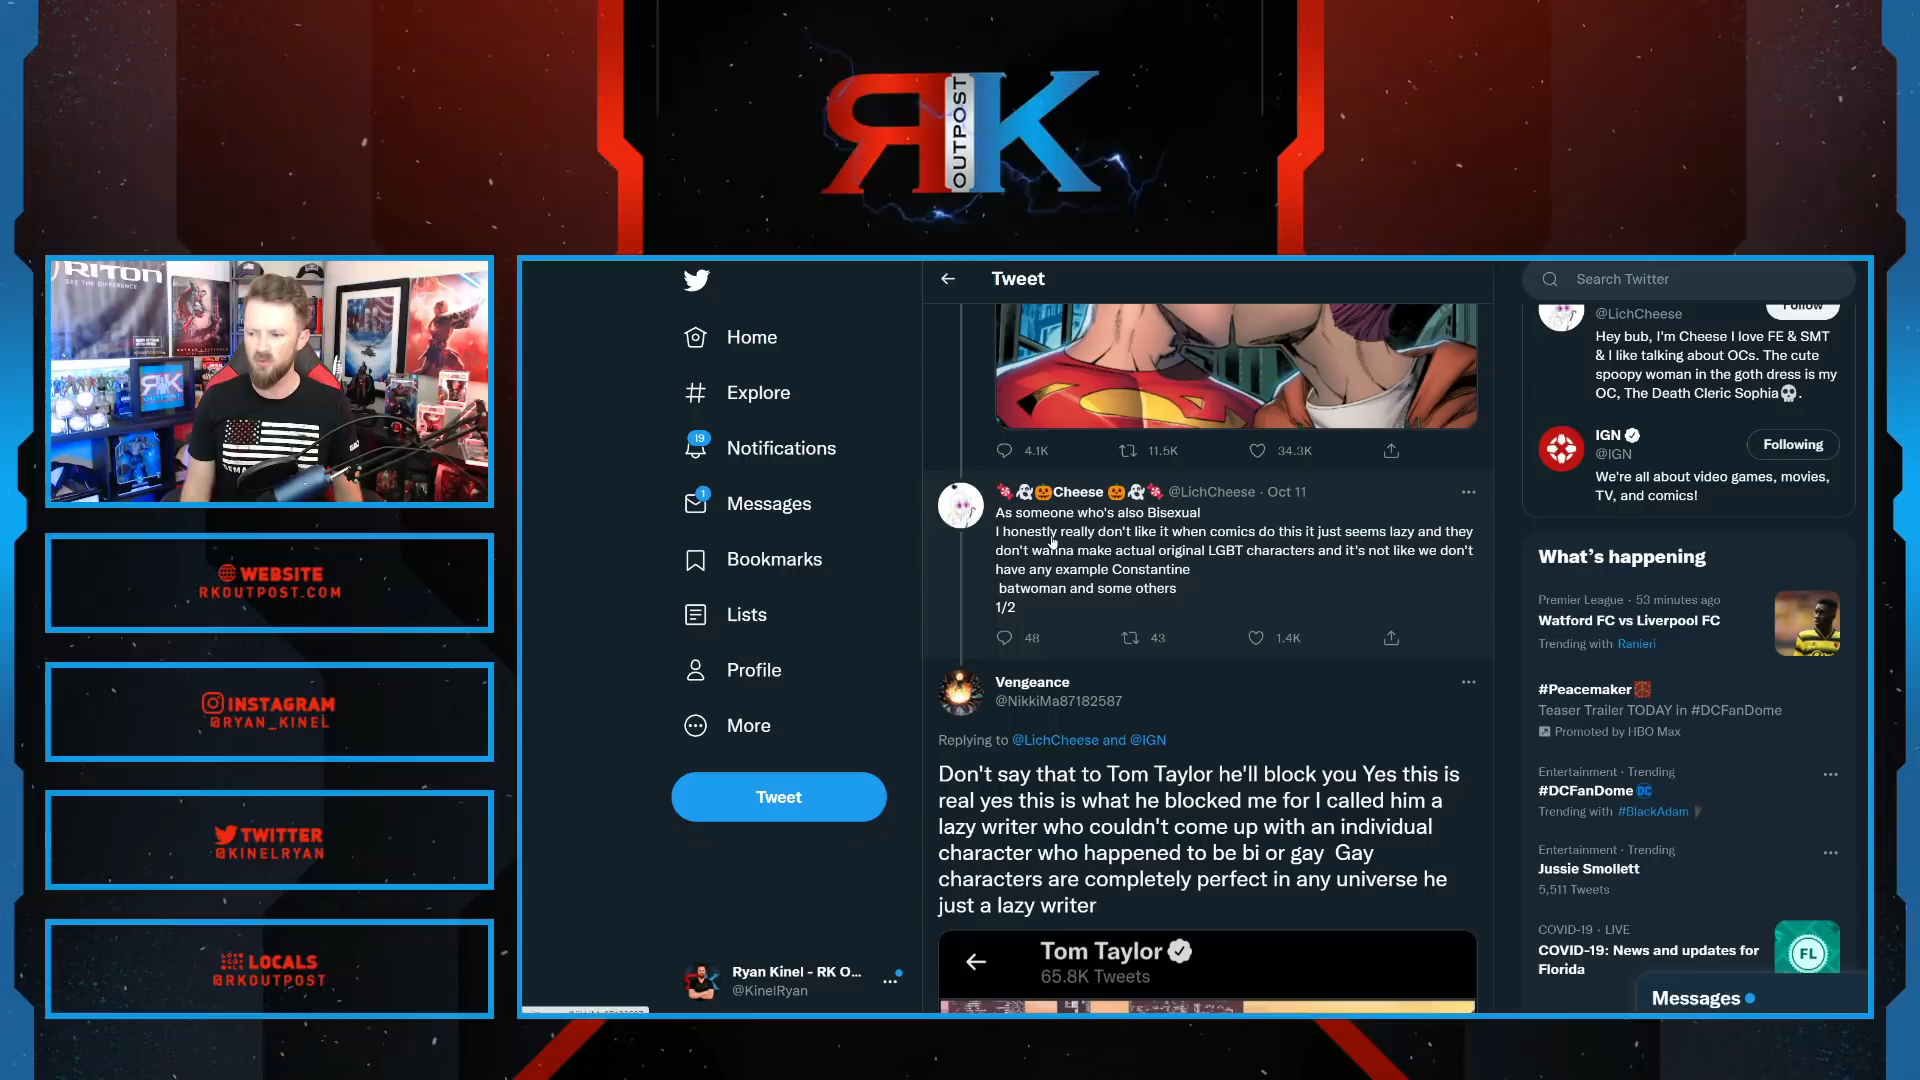 RK
OUTPOST
RITON
SEE THE DIFFERENCE
RK
OUTPOST
WEBSITE
RKOUTPOST.COM
INSTAGRAM
@RYAN_KINEL
TWITTER
@KINELRYAN
LOCALS
@RKOUTPOST
Home
Explore
19
Notifications
1
Messages
Bookmarks
Lists
Profile
More
Tweet
Ryan Kinel - RK O...
@KinelRyan
Tweet
4.1K
11.5K
34.3K
Cheese @LichCheese · Oct 11
As someone who's also Bisexual
I honestly really don't like it when comics do this it just seems lazy and they
don't wanna make actual original LGBT characters and it's not like we don't
have any example Constantine
batwoman and some others
1/2
48
43
1.4K
Vengeance
@NikkiMa87182587
Replying to @LichCheese and @IGN
Don't say that to Tom Taylor he'll block you Yes this is
real yes this is what he blocked me for I called him a
lazy writer who couldn't come up with an individual
character who happened to be bi or gay Gay
characters are completely perfect in any universe he
just a lazy writer
Tom Taylor
65.8K Tweets
Search Twitter
@LichCheese
Follow
Hey bub, I'm Cheese I love FE & SMT
& I like talking about OCs. The cute
spoopy woman in the goth dress is my
OC, The Death Cleric Sophia💀.
IGN
@IGN
Following
We're all about video games, movies,
TV, and comics!
What's happening
Premier League · 53 minutes ago
Watford FC vs Liverpool FC
Trending with Ranieri
#Peacemaker
Teaser Trailer TODAY in #DCFanDome
Promoted by HBO Max
Entertainment · Trending
#DCFanDome
Trending with #BlackAdam
Entertainment · Trending
Jussie Smollett
5,511 Tweets
COVID-19 · LIVE
COVID-19: News and updates for
Florida
FL
Messages